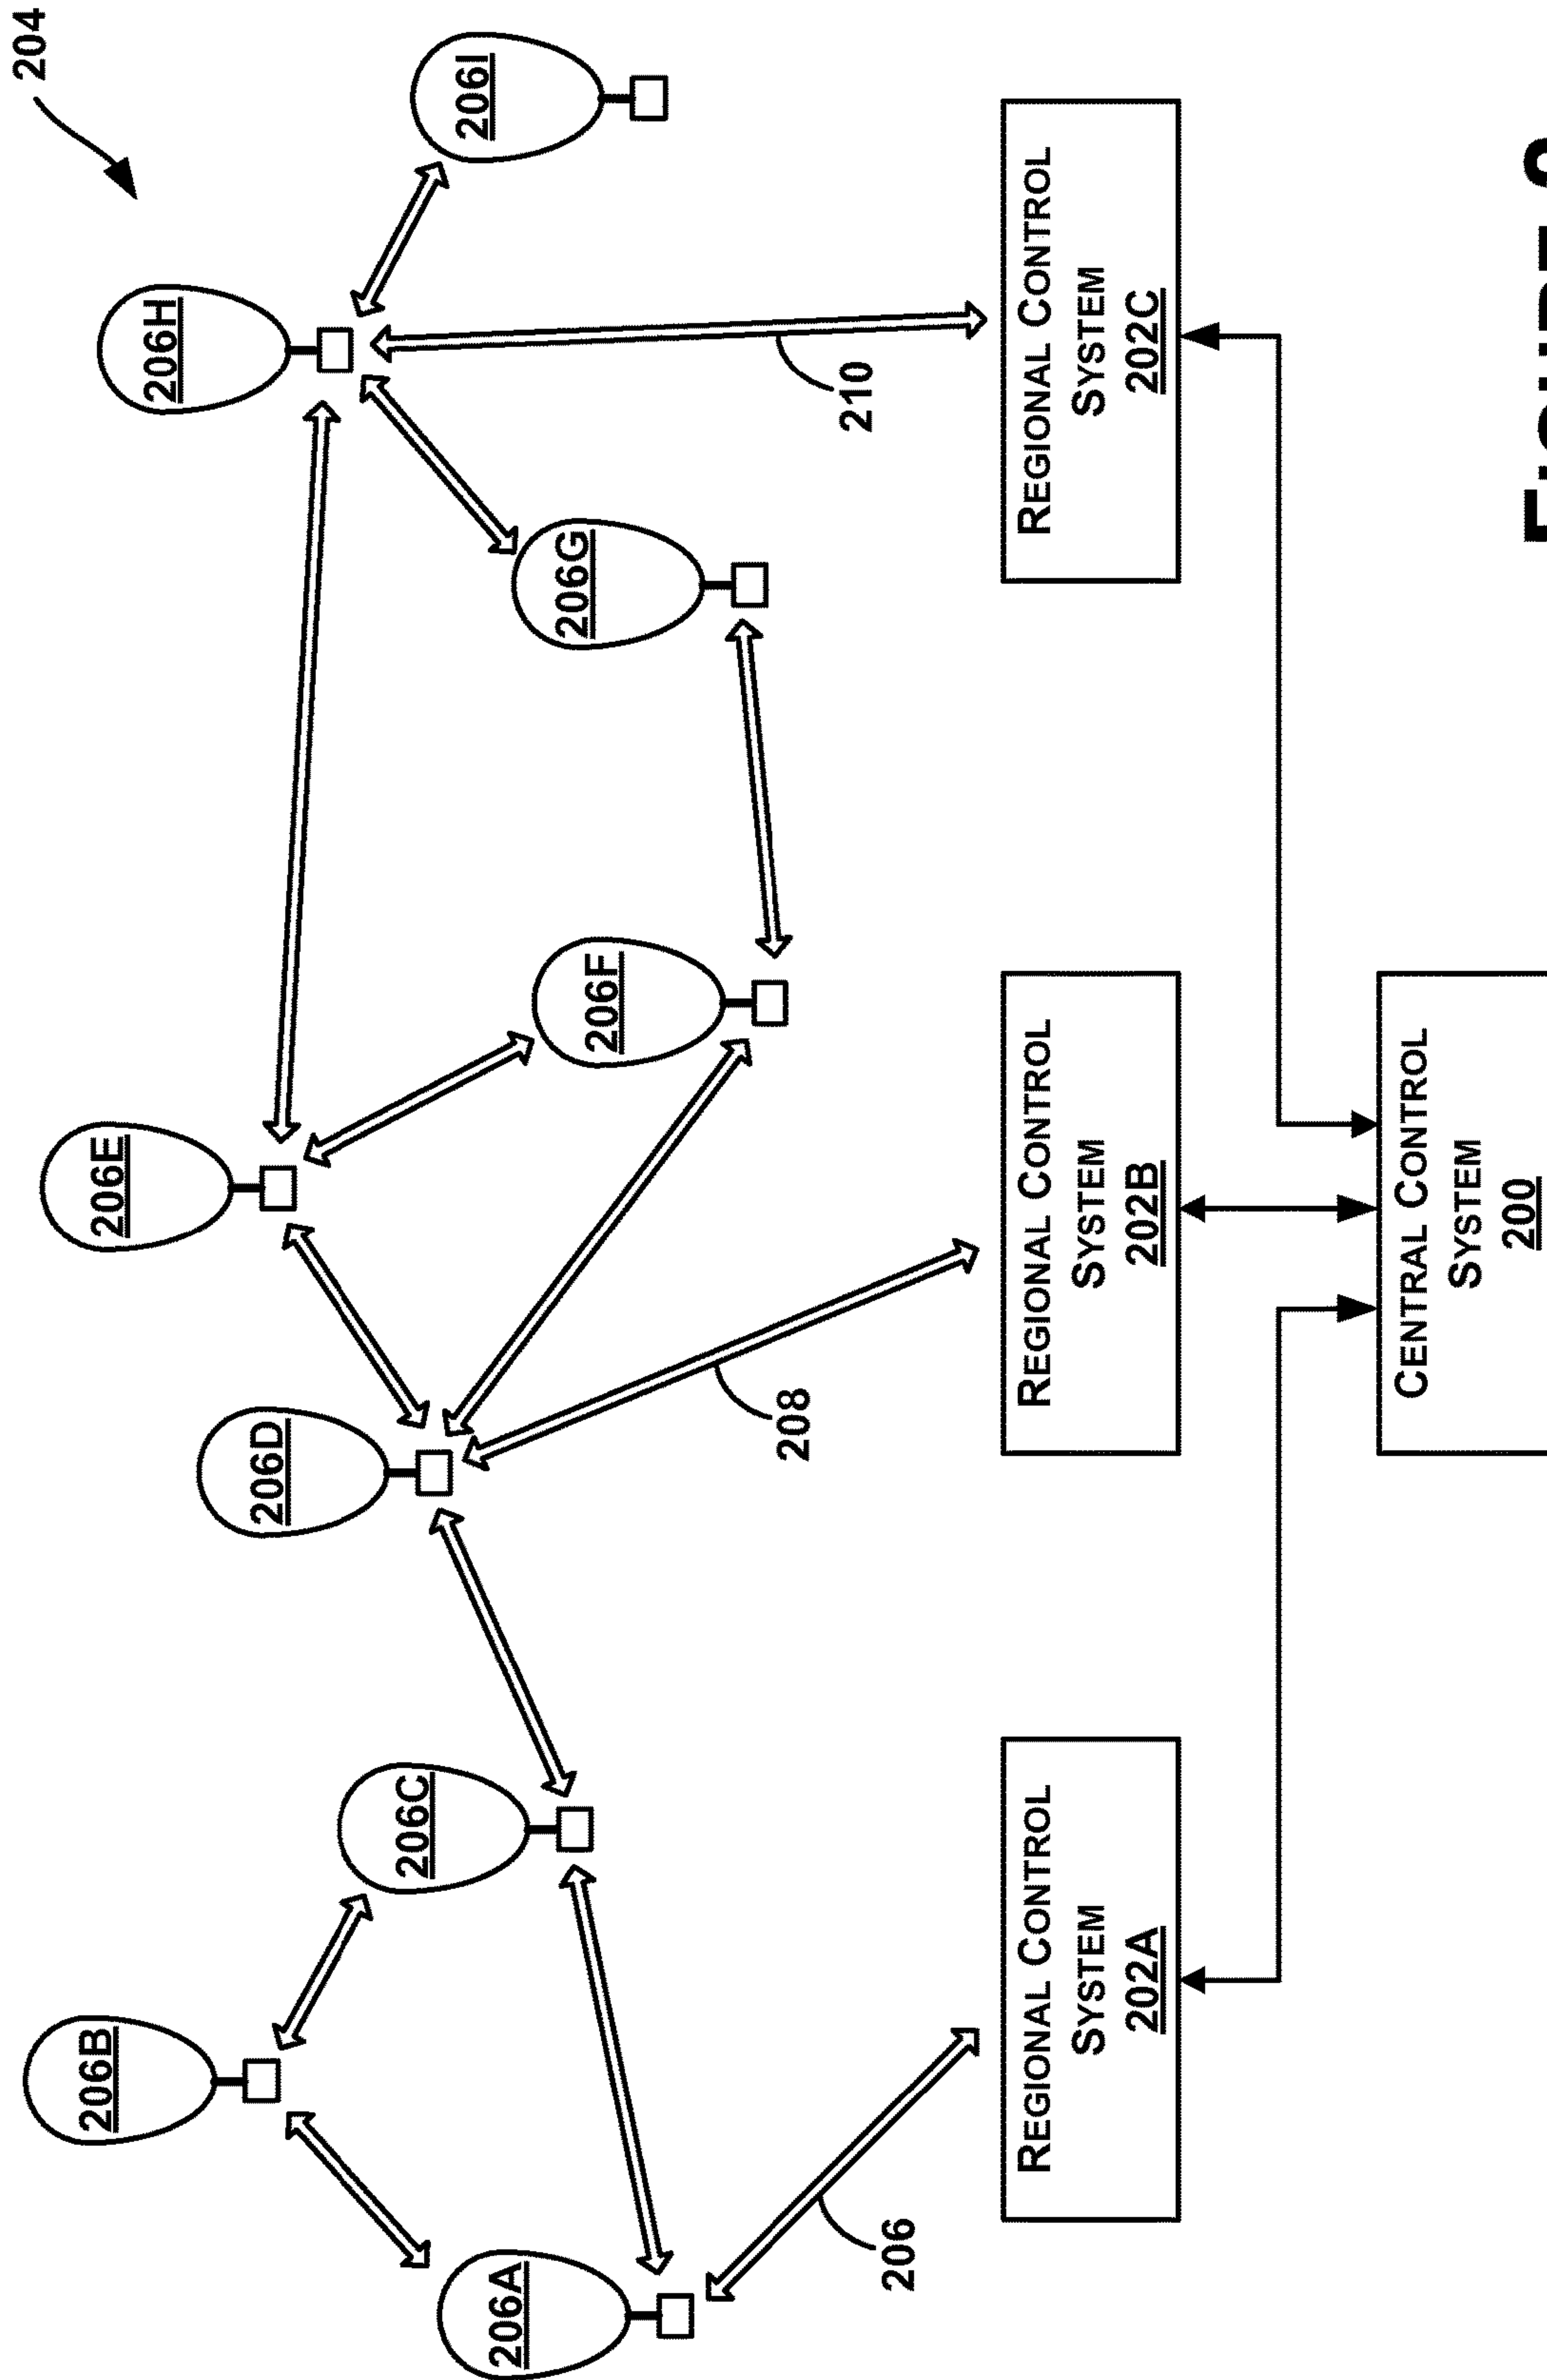 204
206B
206E
206H
206D
206C
206I
206A
206G
206F
208
210
206
REGIONAL CONTROL
SYSTEM
202A
REGIONAL CONTROL
SYSTEM
202B
REGIONAL CONTROL
SYSTEM
202C
CENTRAL CONTROL
SYSTEM
200
FIGURE